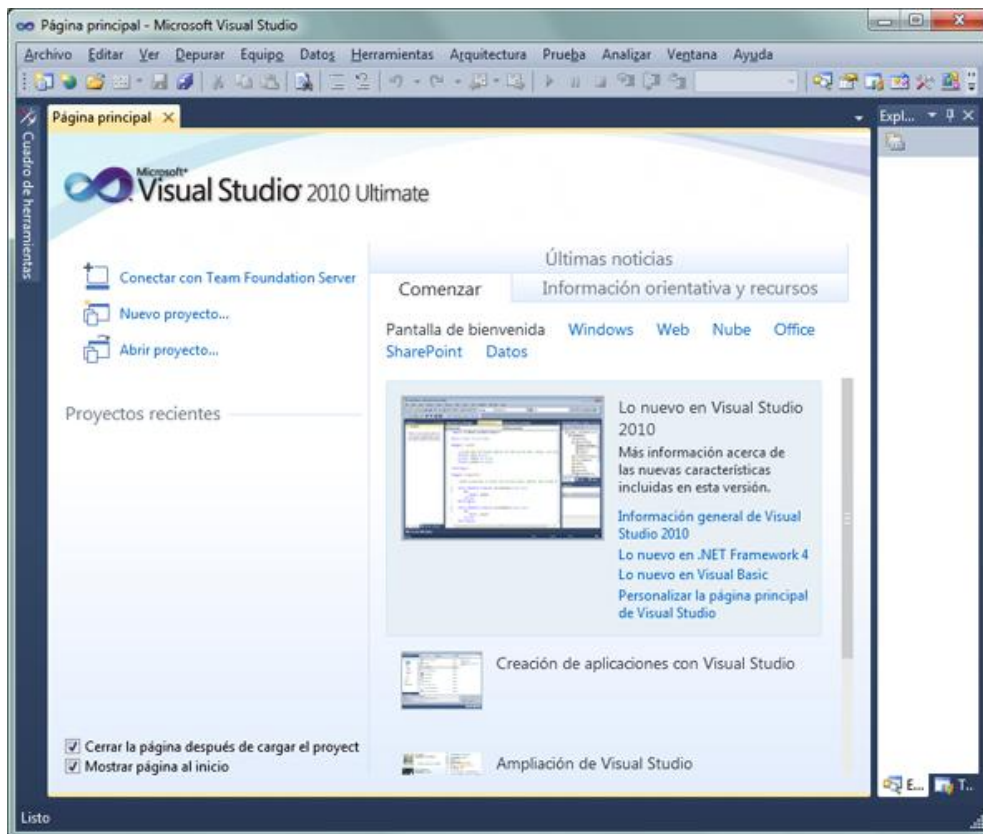 Página principal - Microsoft Visual Studio
Archivo Editar Ver Depurar Equipo Datos Herramientas Arquitectura Prueba Analizar Ventana Ayuda
Cuadro de herramientas
Página principal
Expl...
Microsoft
Visual Studio 2010 Ultimate
Conectar con Team Foundation Server
Nuevo proyecto...
Abrir proyecto...
Proyectos recientes
Últimas noticias
Comenzar
Información orientativa y recursos
Pantalla de bienvenida Windows Web Nube Office
SharePoint Datos
Lo nuevo en Visual Studio
2010
Más información acerca de
las nuevas características
incluidas en esta versión.
Información general de Visual
Studio 2010
Lo nuevo en .NET Framework 4
Lo nuevo en Visual Basic
Personalizar la página principal
de Visual Studio
Creación de aplicaciones con Visual Studio
Ampliación de Visual Studio
Cerrar la página después de cargar el proyect
Mostrar página al inicio
E... T...
Listo